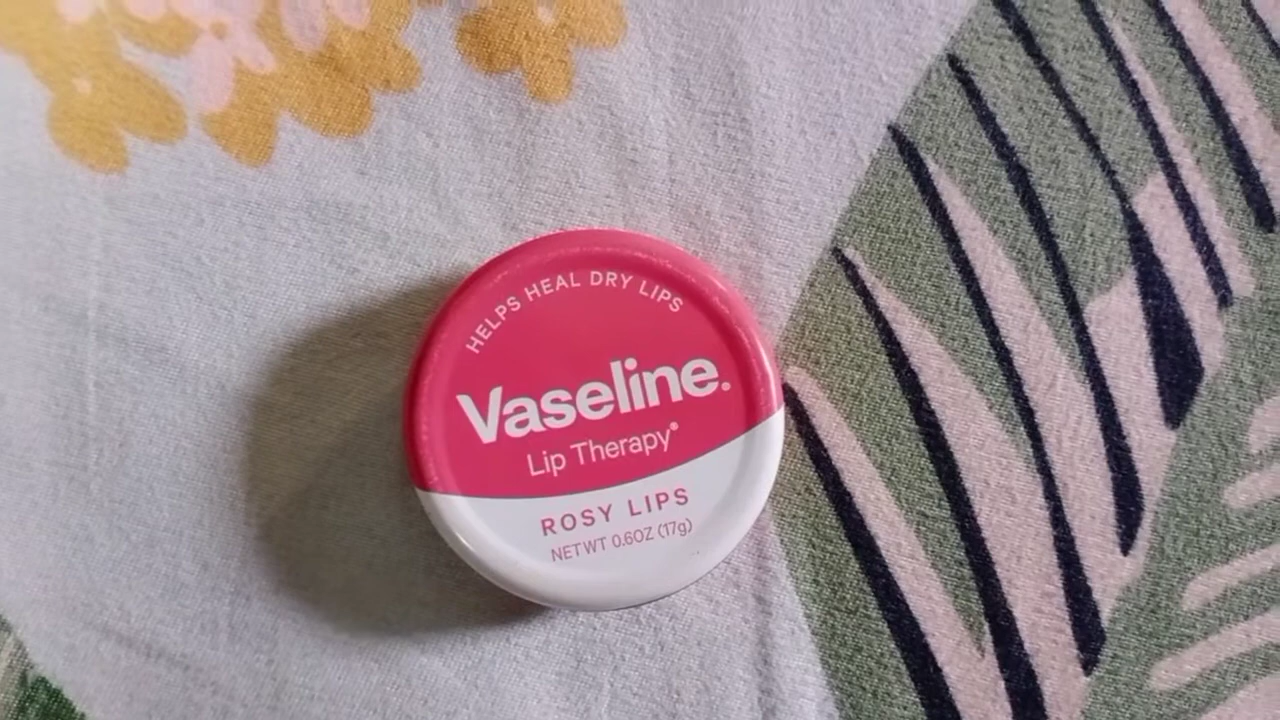 HELPS HEAL DRY LIPS
Vaseline.
Lip Therapy®
ROSY LIPS
NET WT 0.6OZ (17g)